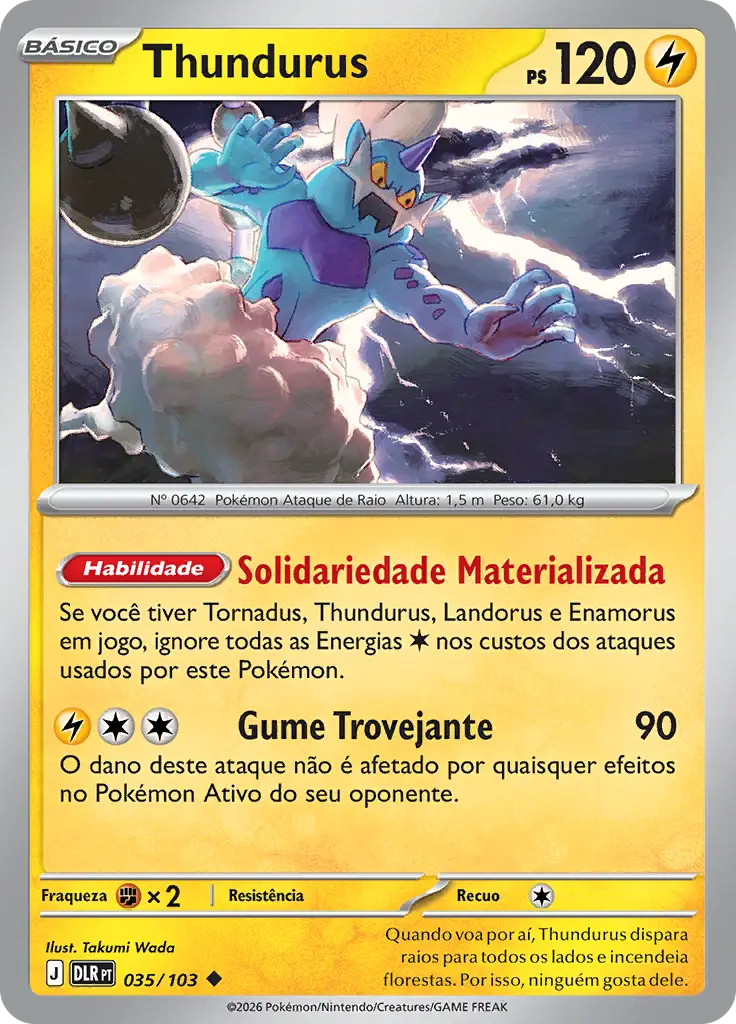 BÁSICO
Thundurus
PS 120
Nº 0642 Pokémon Ataque de Raio Altura: 1,5 m Peso: 61,0 kg
Habilidade Solidariedade Materializada
Se você tiver Tornadus, Thundurus, Landorus e Enamorus
em jogo, ignore todas as Energias nos custos dos ataques
usados por este Pokémon.
Gume Trovejante 90
O dano deste ataque não é afetado por quaisquer efeitos
no Pokémon Ativo do seu oponente.
Fraqueza ×2 Resistência Recuo
Ilust. Takumi Wada
J DLR PT 035/103
Quando voa por aí, Thundurus dispara
raios para todos os lados e incendeia
florestas. Por isso, ninguém gosta dele.
©2026 Pokémon/Nintendo/Creatures/GAME FREAK